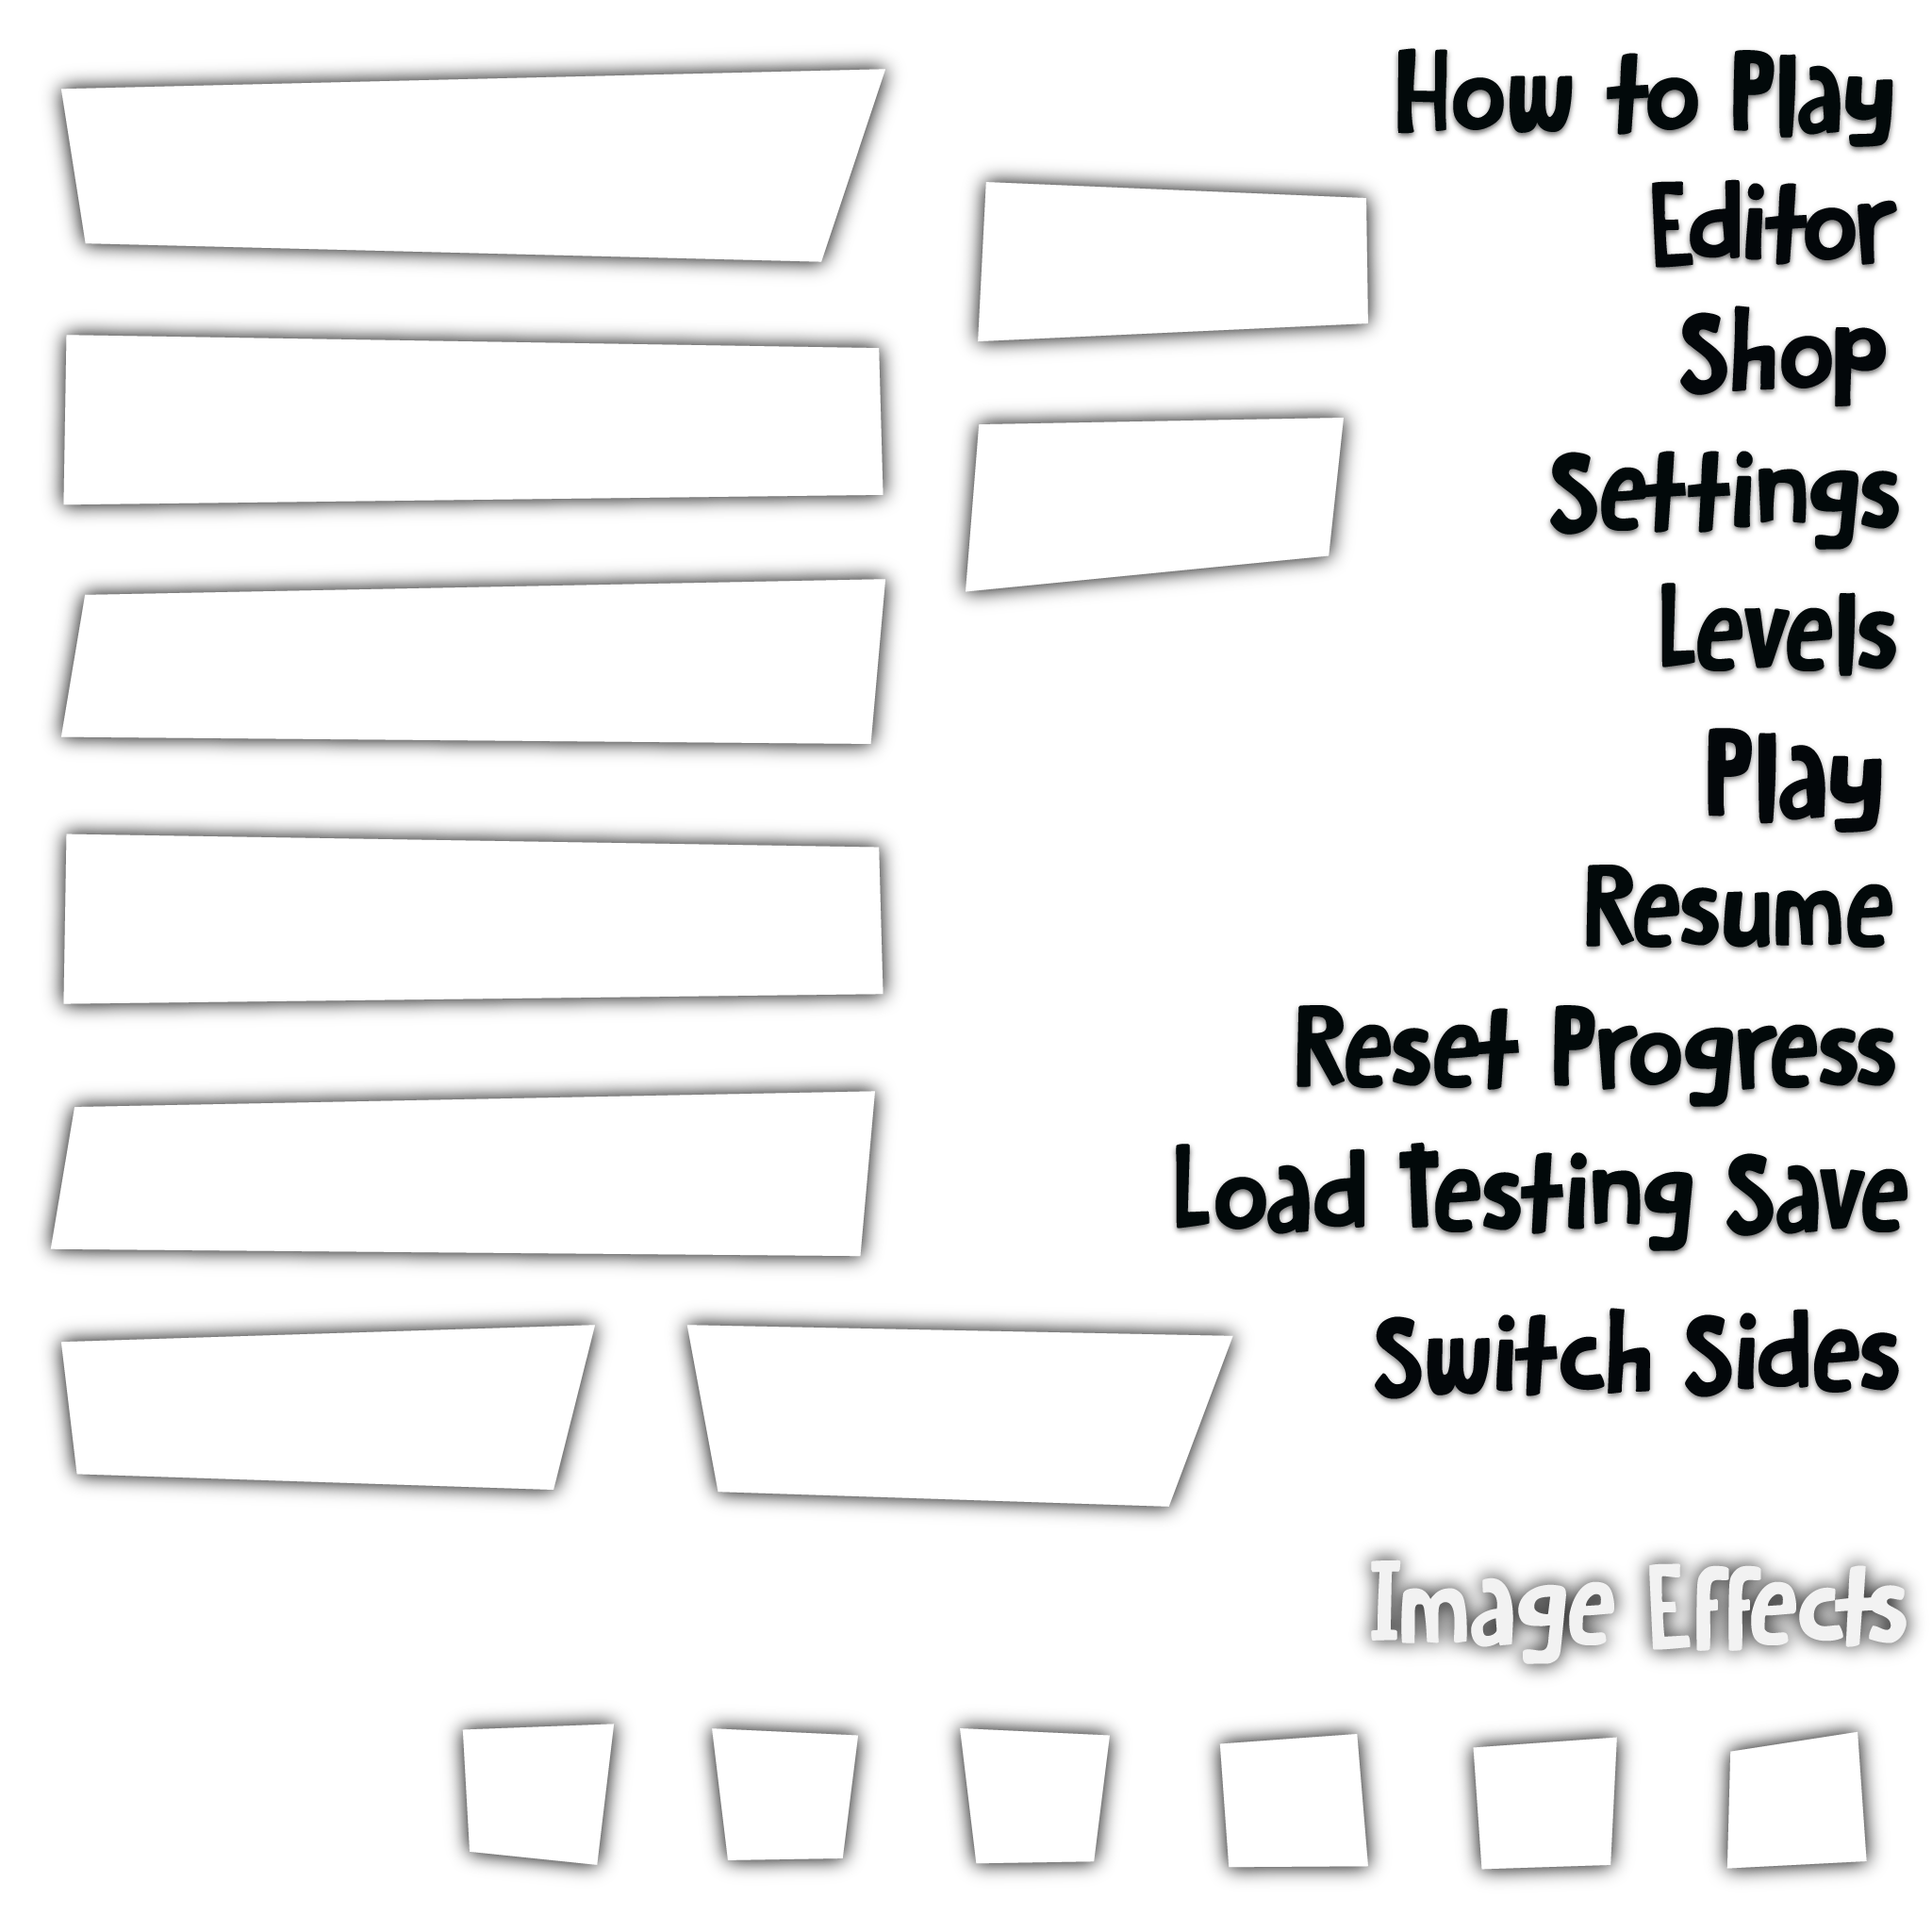 How to Play
Editor
Shop
Settings
Levels
Play
Resume
Reset Progress
Load Testing Save
Switch Sides
Image Effects